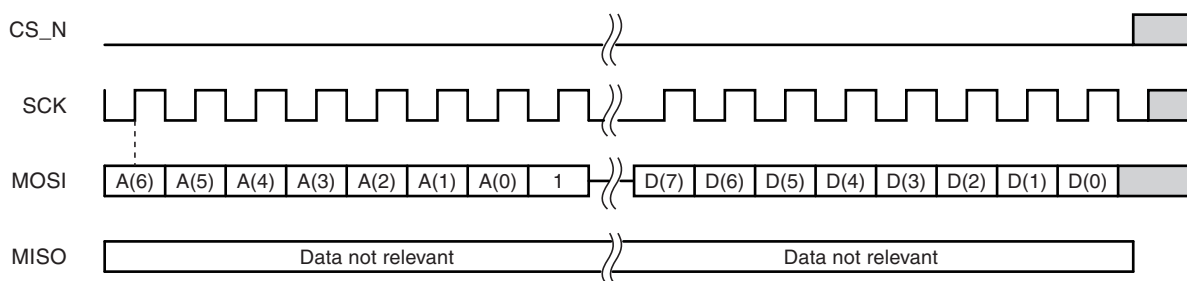 CS_N
SCK
MOSI A(6) A(5) A(4) A(3) A(2) A(1) A(0) 1 D(7) D(6) D(5) D(4) D(3) D(2) D(1) D(0)
MISO Data not relevant Data not relevant